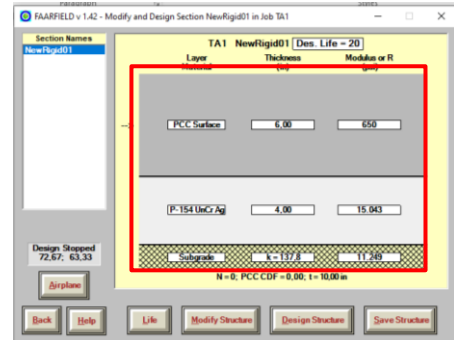 FAARFIELD v 1.42 - Modify and Design Section NewRigid01 in Job TA1
Section Names
NewRigid01
TA1 NewRigid01 Des. Life = 20
Layer Thickness Modulus or R
Material (in) (psi)
PCC Surface 6,00 650
P-154 UnCr Ag 4,00 15.043
Subgrade k = 137,8 11.249
N = 0; PCC CDF = 0,00; t = 10,00 in
Design Stopped
72,67; 63,33
Airplane
Back Help Life Modify Structure Design Structure Save Structure